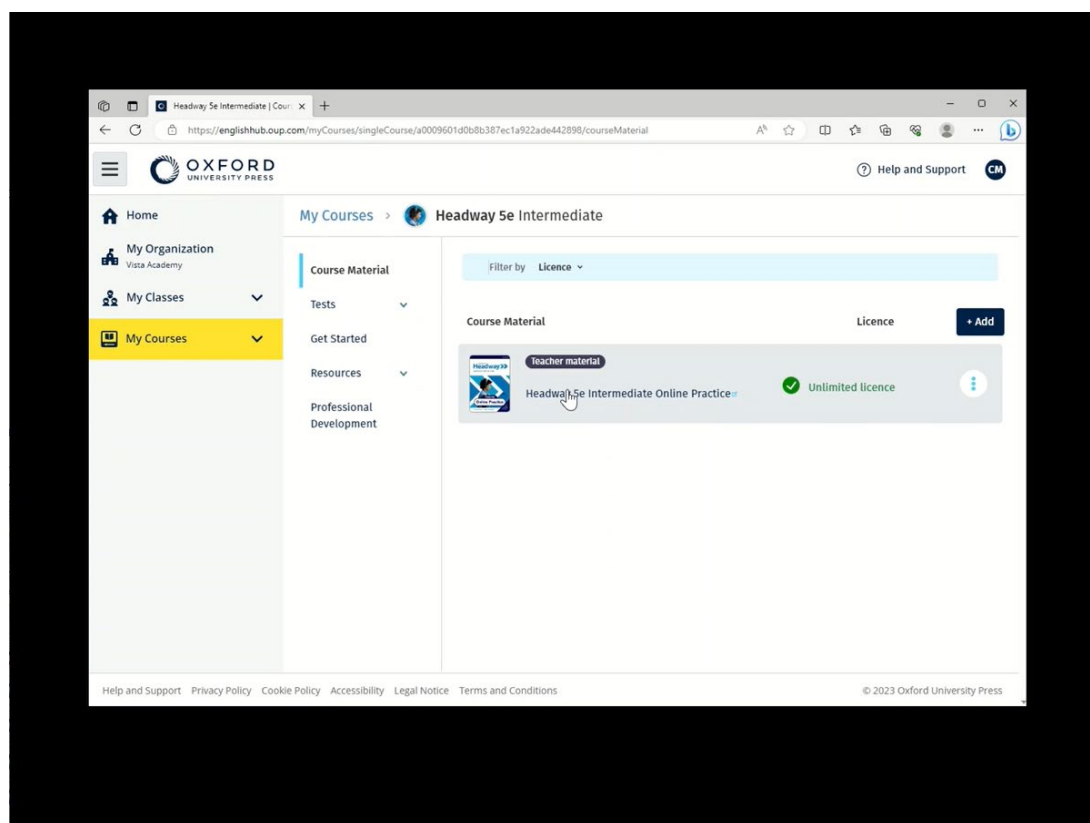 Headway 5e Intermediate | Cour
https://englishhub.oup.com/myCourses/singleCourse/a0009601d0b8b387ec1a922ade442898/courseMaterial
OXFORD
UNIVERSITY PRESS
Help and Support
CM
Home
My Organization
Vista Academy
My Classes
My Courses
My Courses > Headway 5e Intermediate
Course Material
Tests
Get Started
Resources
Professional
Development
Filter by Licence
Course Material Licence + Add
Headway
Online Practice
Teacher material
Headway 5e Intermediate Online Practice
Unlimited licence
Help and Support Privacy Policy Cookie Policy Accessibility Legal Notice Terms and Conditions
© 2023 Oxford University Press